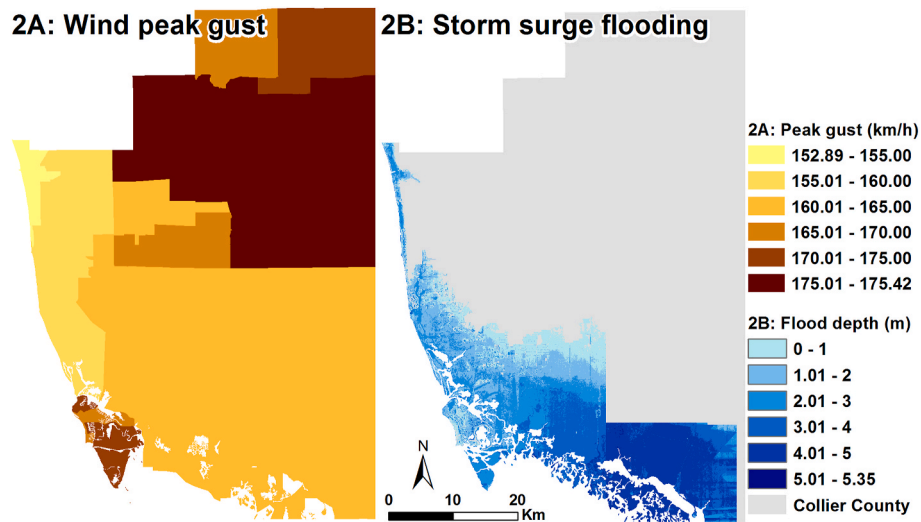 2A: Wind peak gust
2B: Storm surge flooding
2A: Peak gust (km/h)
152.89 - 155.00
155.01 - 160.00
160.01 - 165.00
165.01 - 170.00
170.01 - 175.00
175.01 - 175.42
2B: Flood depth (m)
0 - 1
1.01 - 2
2.01 - 3
3.01 - 4
4.01 - 5
5.01 - 5.35
Collier County
N
0 10 20
Km